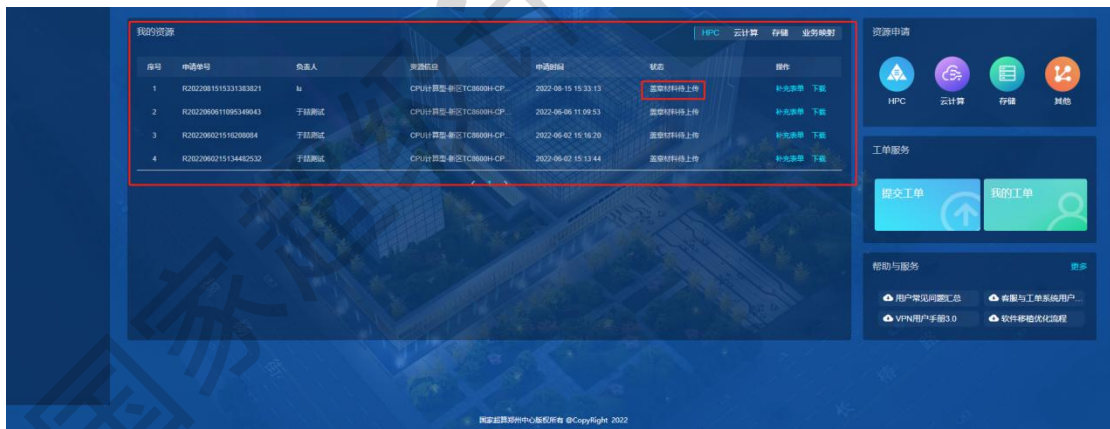 我的资源
HPC 云计算 存储 业务映射
序号 申请单号 负责人 资源信息 申请时间 状态 操作
1 R2022081515331383821 lu CPU计算型-新区TC8600H-CP... 2022-08-15 15:33:13 盖章材料待上传 补充表单 下载
2 R20220606110953490​43 于喆测试 CPU计算型-新区TC8600H-CP... 2022-06-06 11:09:53 盖章材料待上传 补充表单 下载
3 R202206021516208084 于喆测试 CPU计算型-新区TC8600H-CP... 2022-06-02 15:16:20 盖章材料待上传 补充表单 下载
4 R2022060215134482532 于喆测试 CPU计算型-新区TC8600H-CP... 2022-06-02 15:13:44 盖章材料待上传 补充表单 下载
< 1 >
资源申请
HPC 云计算 存储 其他
工单服务
提交工单 我的工单
帮助与服务 更多
用户常见问题汇总 客服与工单系统用户...
VPN用户手册3.0 软件移植优化流程
国家超算郑州中心版权所有 @CopyRight 2022
国家超